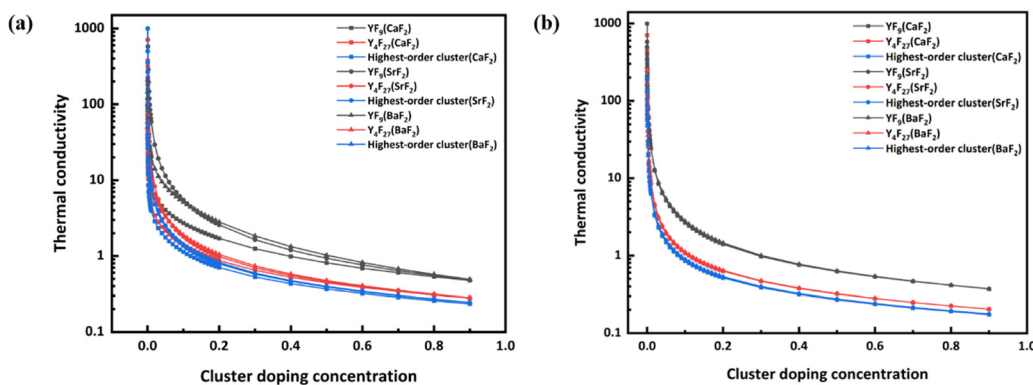 (a)
1000
100
10
1
0.1
Thermal conductivity
0.0 0.2 0.4 0.6 0.8 1.0
Cluster doping concentration
YF₉(CaF₂)
Y₄F₂₇(CaF₂)
Highest-order cluster(CaF₂)
YF₉(SrF₂)
Y₄F₂₇(SrF₂)
Highest-order cluster(SrF₂)
YF₉(BaF₂)
Y₄F₂₇(BaF₂)
Highest-order cluster(BaF₂)
(b)
1000
100
10
1
0.1
Thermal conductivity
0.0 0.2 0.4 0.6 0.8 1.0
Cluster doping concentration
YF₉(CaF₂)
Y₄F₂₇(CaF₂)
Highest-order cluster(CaF₂)
YF₉(SrF₂)
Y₄F₂₇(SrF₂)
Highest-order cluster(SrF₂)
YF₉(BaF₂)
Y₄F₂₇(BaF₂)
Highest-order cluster(BaF₂)